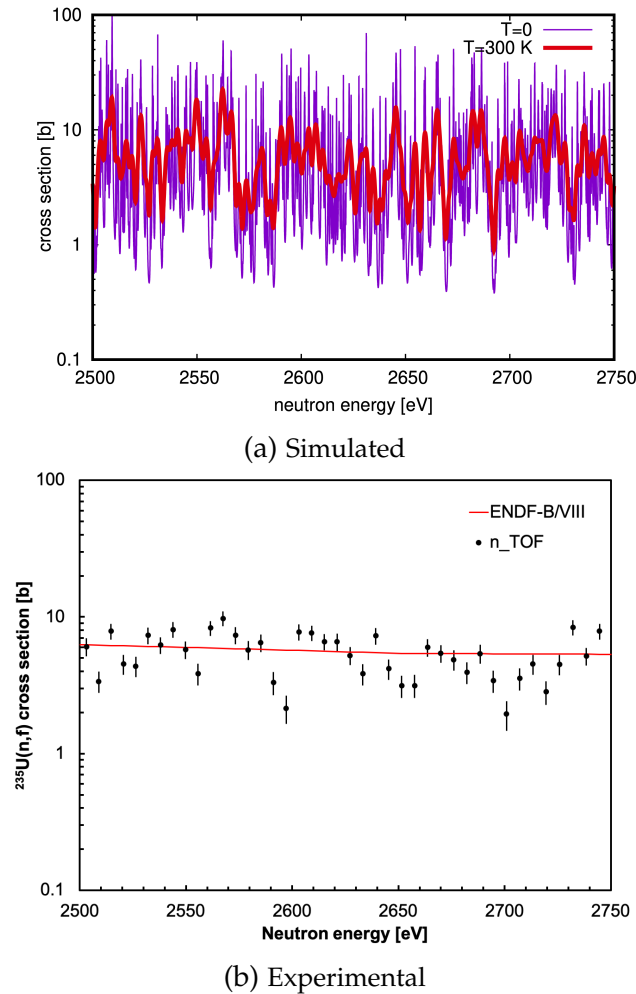 T=0
T=300 K
100
10
1
0.1
cross section [b]
2500 2550 2600 2650 2700 2750
neutron energy [eV]
(a) Simulated
100
10
1
0.1
ENDF-B/VIII
n_TOF
²³⁵U(n,f) cross section [b]
2500 2550 2600 2650 2700 2750
Neutron energy [eV]
(b) Experimental